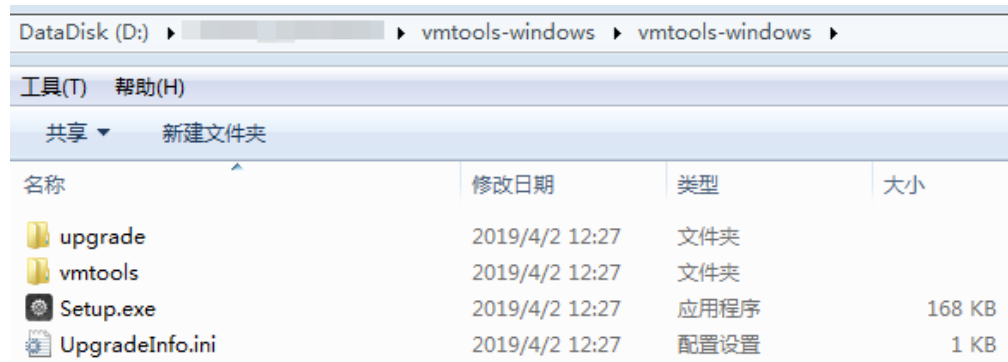 DataDisk (D:) vmtools-windows vmtools-windows
工具(T) 帮助(H)
共享 新建文件夹
名称 修改日期 类型 大小
upgrade 2019/4/2 12:27 文件夹
vmtools 2019/4/2 12:27 文件夹
Setup.exe 2019/4/2 12:27 应用程序 168 KB
UpgradeInfo.ini 2019/4/2 12:27 配置设置 1 KB